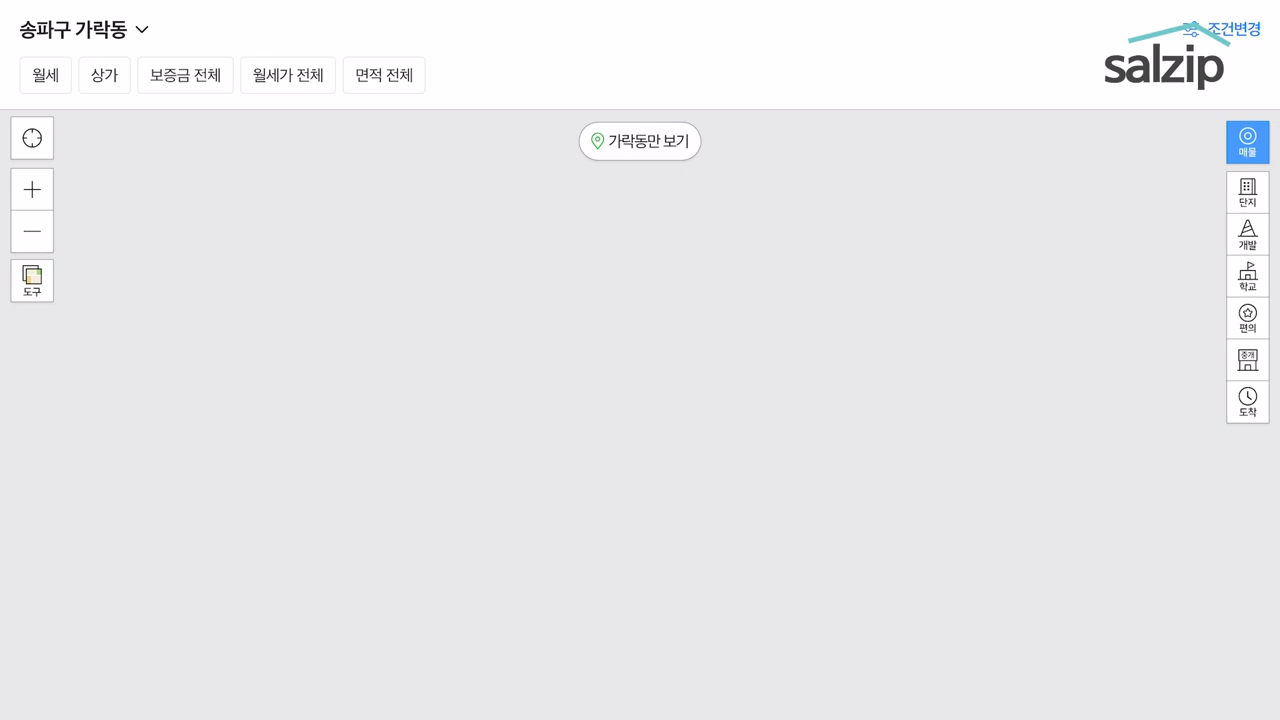 송파구 가락동
조건변경
salzip
월세
상가
보증금 전체
월세가 전체
면적 전체
가락동만 보기
도구
매물
단지
개발
학교
편의
중개
도착